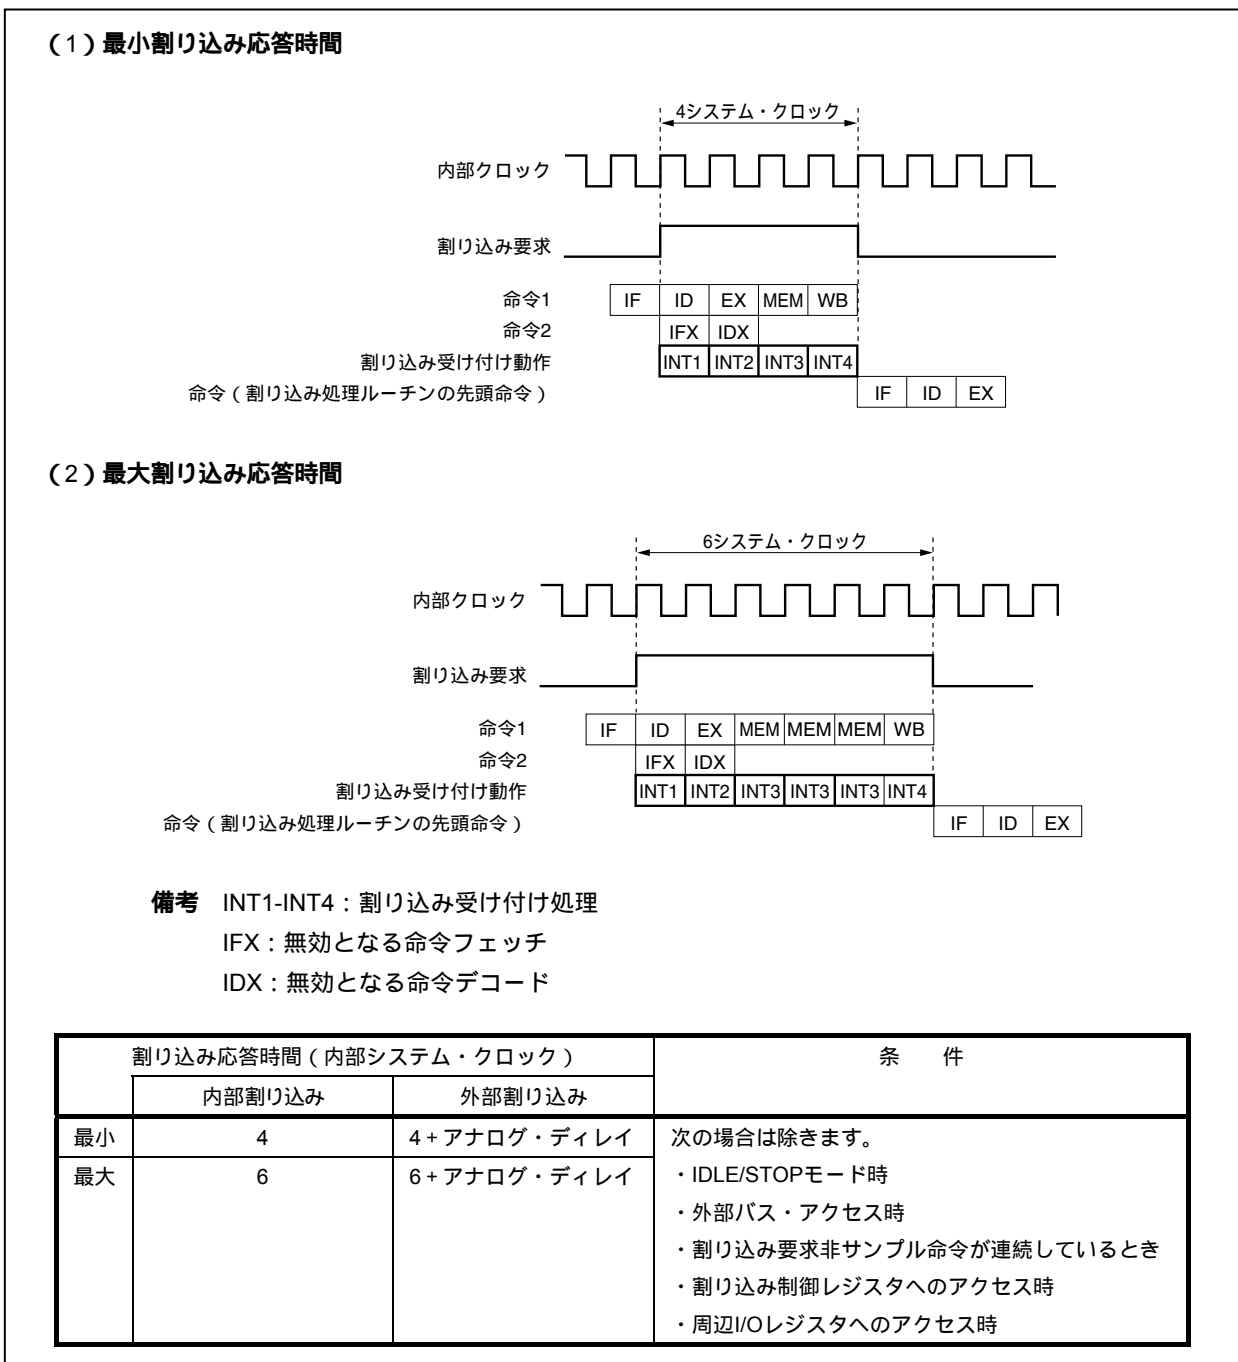 （1）最小割り込み応答時間
4システム・クロック
内部クロック
割り込み要求
命令1 IF ID EX MEM WB
命令2 IFX IDX
割り込み受け付け動作 INT1 INT2 INT3 INT4
命令（割り込み処理ルーチンの先頭命令） IF ID EX
（2）最大割り込み応答時間
6システム・クロック
内部クロック
割り込み要求
命令1 IF ID EX MEM MEM MEM WB
命令2 IFX IDX
割り込み受け付け動作 INT1 INT2 INT3 INT3 INT3 INT4
命令（割り込み処理ルーチンの先頭命令） IF ID EX
備考 INT1-INT4：割り込み受け付け処理
IFX：無効となる命令フェッチ
IDX：無効となる命令デコード
割り込み応答時間（内部システム・クロック） 条 件
内部割り込み 外部割り込み
最小 4 4+アナログ・ディレイ 次の場合は除きます。
最大 6 6+アナログ・ディレイ ・IDLE/STOPモード時
・外部バス・アクセス時
・割り込み要求非サンプル命令が連続しているとき
・割り込み制御レジスタへのアクセス時
・周辺I/Oレジスタへのアクセス時